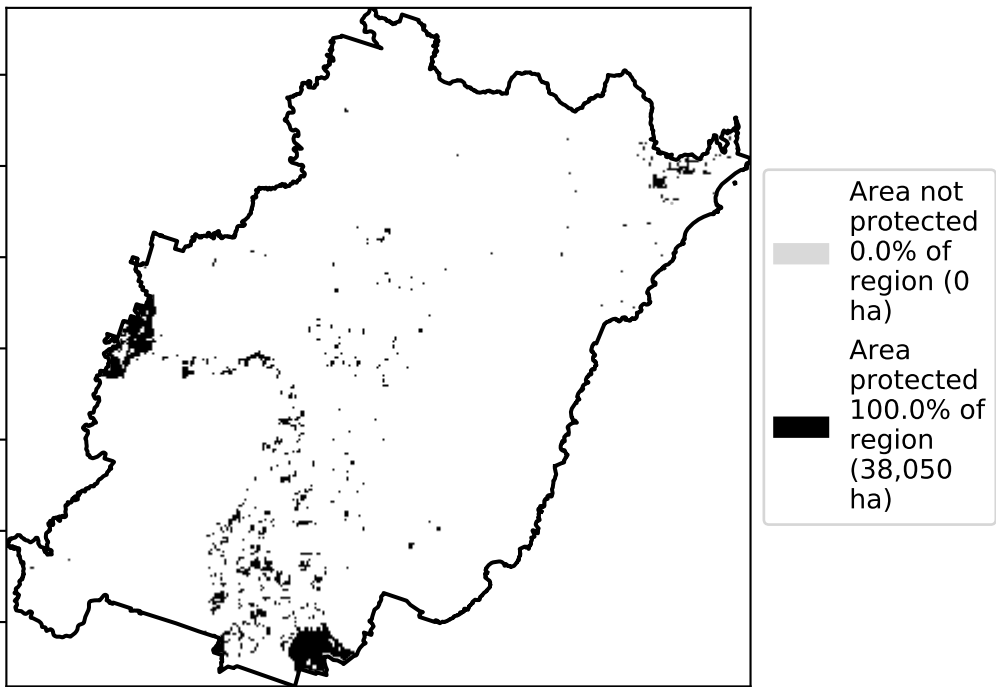 Area not
protected
0.0% of
region (0
ha)
Area
protected
100.0% of
region
(38,050
ha)